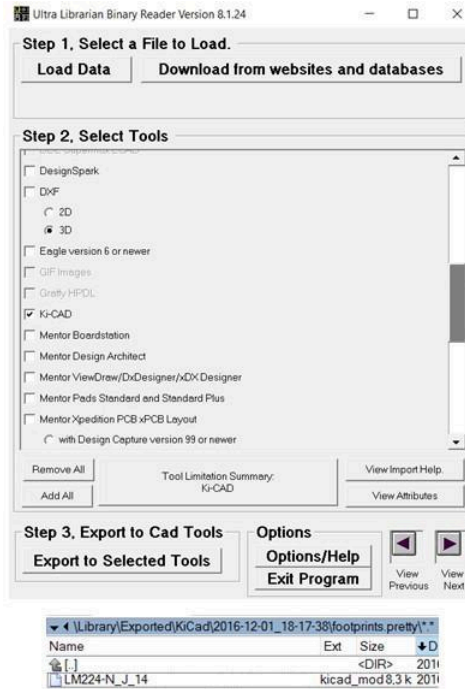 Ultra Librarian Binary Reader Version 8.1.24
Step 1, Select a File to Load.
Load Data
Download from websites and databases
Step 2, Select Tools
DesignSpark
DXF
2D
3D
Eagle version 6 or newer
GIF Images
Graffy HPDL
Ki-CAD
Mentor Boardstation
Mentor Design Architect
Mentor ViewDraw/DxDesigner/xDX Designer
Mentor Pads Standard and Standard Plus
Mentor Xpedition PCB xPCB Layout
with Design Capture version 99 or newer
Remove All
Add All
Tool Limitation Summary:
Ki-CAD
View Import Help.
View Attributes
Step 3, Export to Cad Tools
Export to Selected Tools
Options
Options/Help
Exit Program
View
Previous
View
Next
\Library\Exported\KiCad\2016-12-01_18-17-38\footprints.pretty\*.*
Name Ext Size D
[..] <DIR> 201
LM224-N_J_14 kicad_mod 8,3 k 201